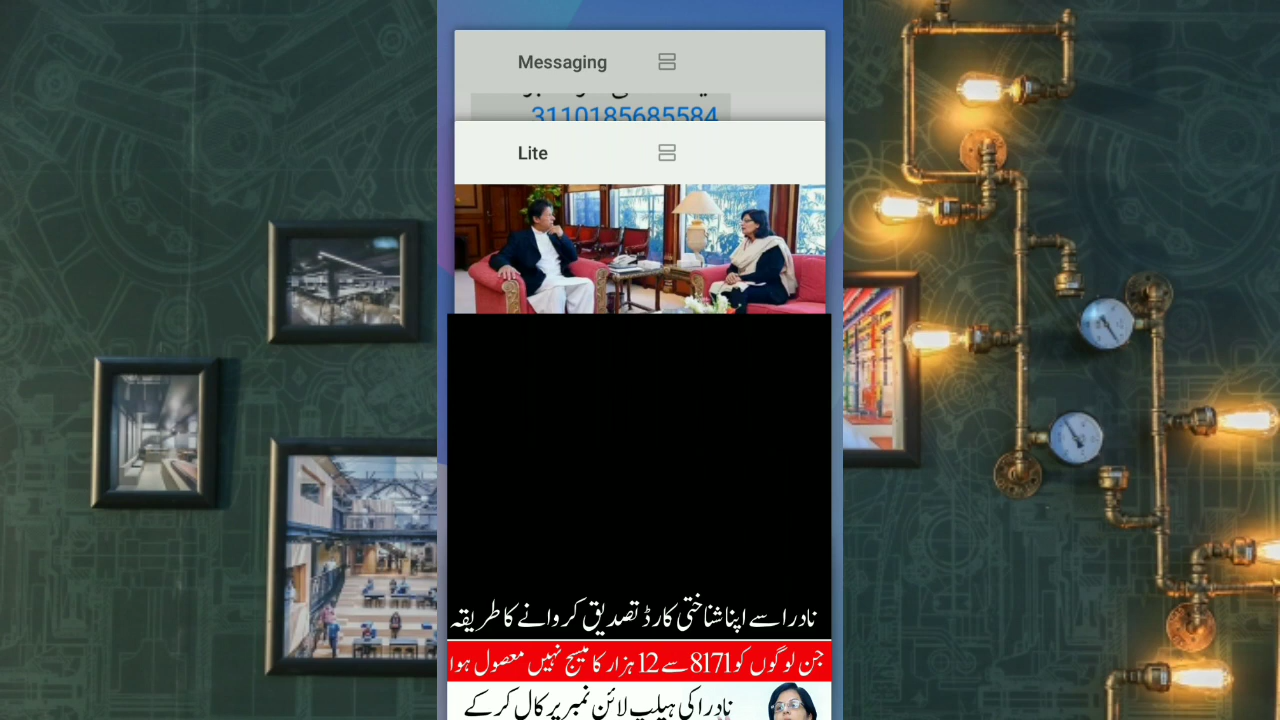 Messaging
3110185685584
Lite
نادرا سے اپنا شناختی کارڈ تصدیق کروانے کا طریقہ
جن لوگوں کو 8171 سے 12 ہزار کا میسج نہیں معصول ہوا
نادرا کی ہیلپ لائن نمبر پر کال کر کے